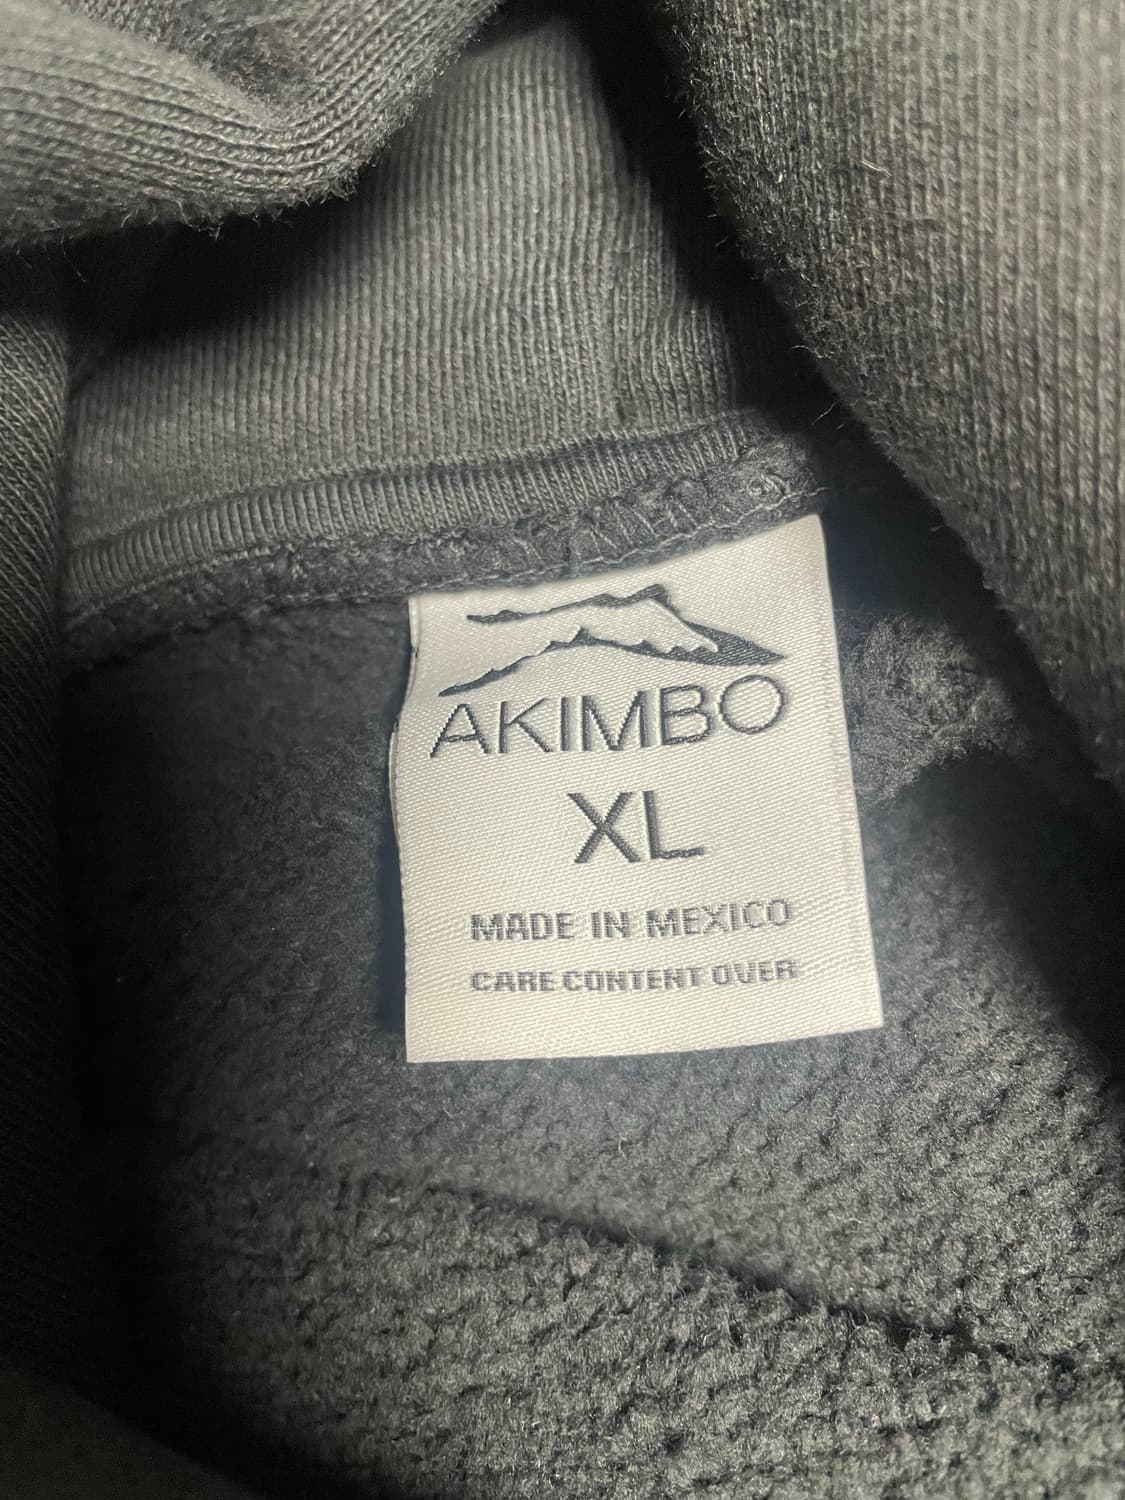 AKIMBO
XL
MADE IN MEXICO
CARE CONTENT OVER